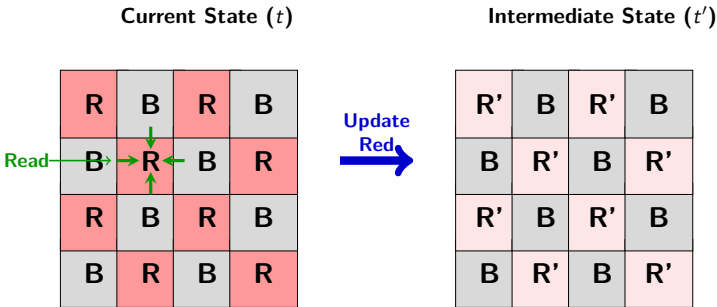 Current State (t)
Intermediate State (t')
R B R B
R' B R' B
Update
Red
Read
B R B R
B R' B R'
R B R B
R' B R' B
B R B R
B R' B R'